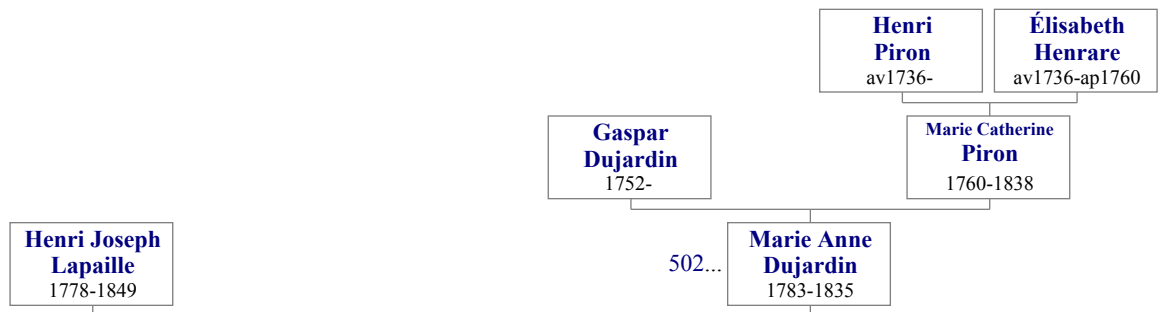 Henri
Piron
av1736-
Élisabeth
Henrare
av1736-ap1760
Gaspar
Dujardin
1752-
Marie Catherine
Piron
1760-1838
Henri Joseph
Lapaille
1778-1849
502...
Marie Anne
Dujardin
1783-1835